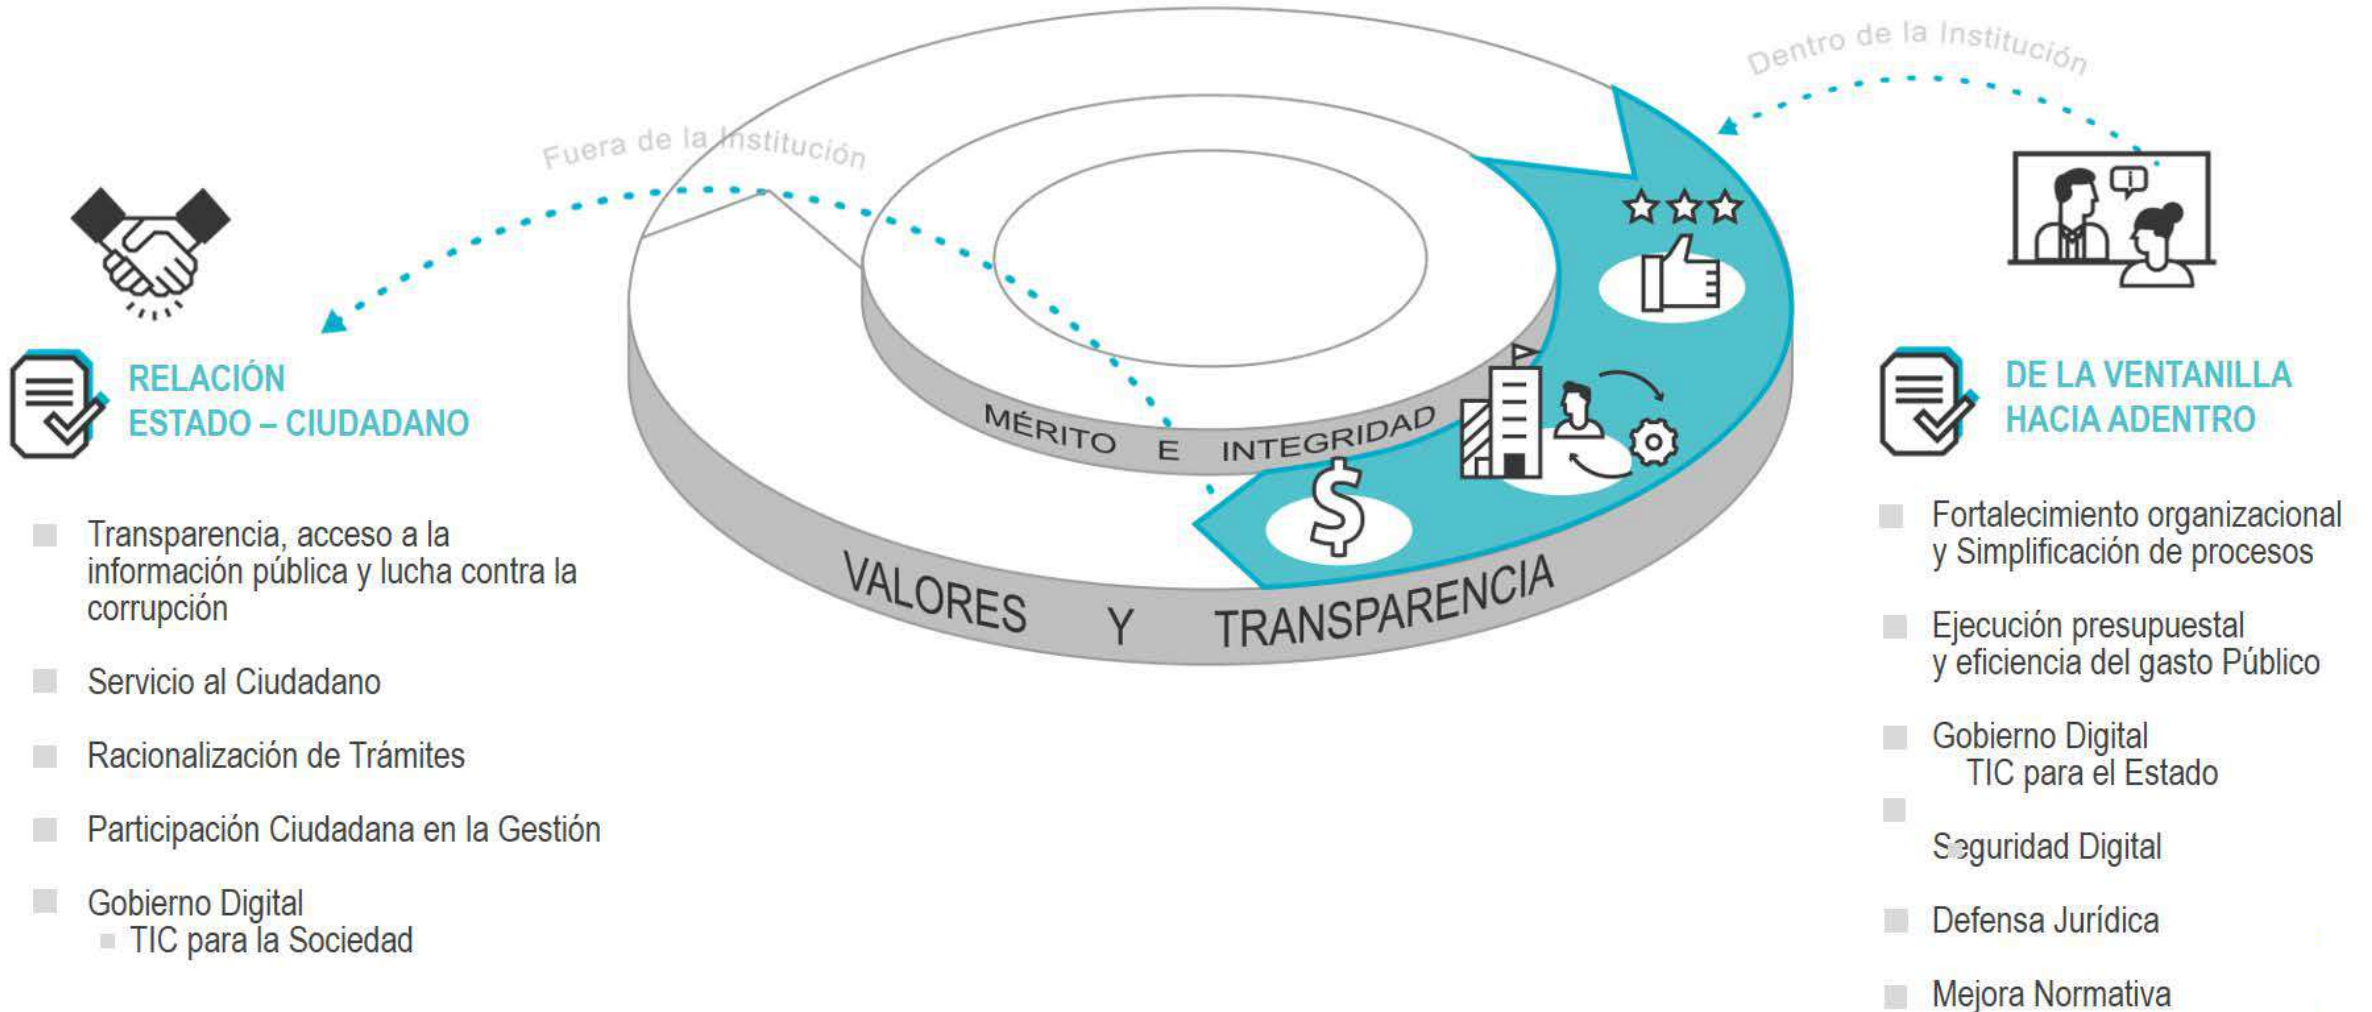 Dentro de la Institución
Fuera de la Institución
RELACIÓN
ESTADO – CIUDADANO
Transparencia, acceso a la
información pública y lucha contra la
corrupción
Servicio al Ciudadano
Racionalización de Trámites
Participación Ciudadana en la Gestión
Gobierno Digital
TIC para la Sociedad
MÉRITO E INTEGRIDAD
$
VALORES Y TRANSPARENCIA
i
DE LA VENTANILLA
HACIA ADENTRO
Fortalecimiento organizacional
y Simplificación de procesos
Ejecución presupuestal
y eficiencia del gasto Público
Gobierno Digital
TIC para el Estado
Seguridad Digital
Defensa Jurídica
Mejora Normativa